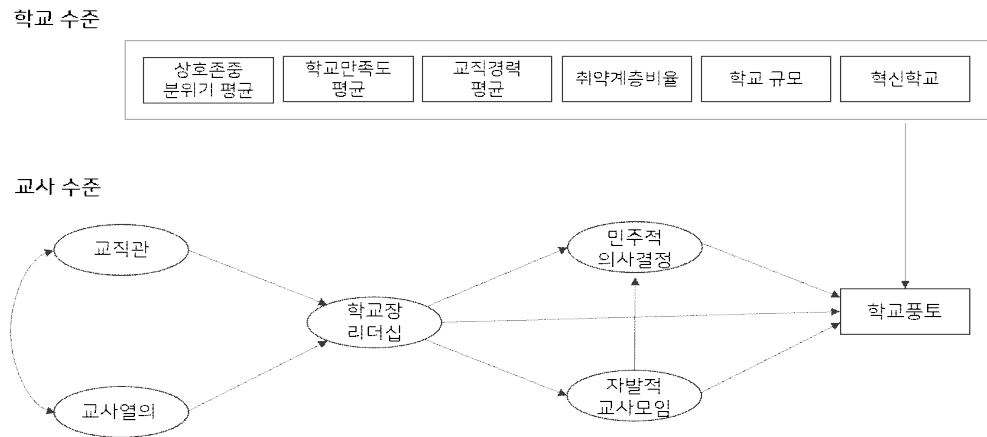 학교 수준
상호존중
분위기 평균
학교만족도
평균
교직경력
평균
취약계층비율
학교 규모
혁신학교
교사 수준
교직관
민주적
의사결정
학교장
리더십
학교풍토
교사열의
자발적
교사모임